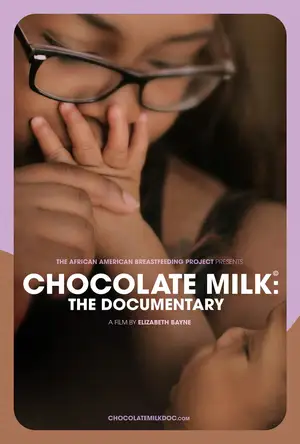 THE AFRICAN AMERICAN BREASTFEEDING PROJECT PRESENTS
CHOCOLATE MILK:©
THE DOCUMENTARY
A FILM BY ELIZABETH BAYNE
CHOCOLATEMILKDOC.COM